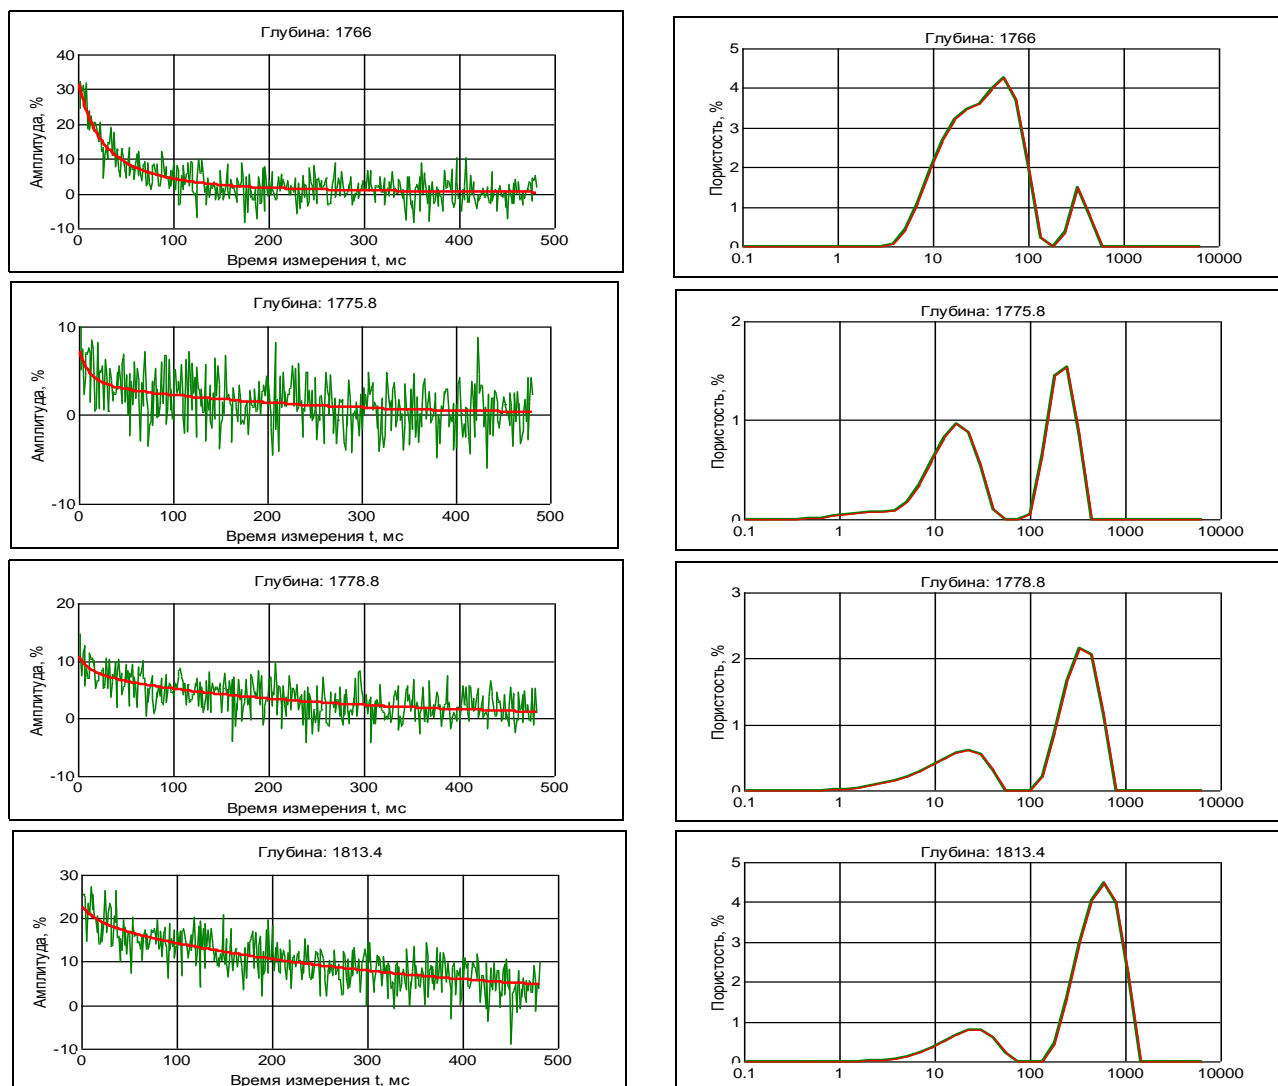 Глубина: 1766
Амплитуда, %
40
30
20
10
0
-10
0 100 200 300 400 500
Время измерения t, мс
Глубина: 1766
Пористость, %
5
4
3
2
1
0
0.1 1 10 100 1000 10000
Глубина: 1775.8
Амплитуда, %
10
0
-10
0 100 200 300 400 500
Время измерения t, мс
Глубина: 1775.8
Пористость, %
2
1
0
0.1 1 10 100 1000 10000
Глубина: 1778.8
Амплитуда, %
20
10
0
-10
0 100 200 300 400 500
Время измерения t, мс
Глубина: 1778.8
Пористость, %
3
2
1
0
0.1 1 10 100 1000 10000
Глубина: 1813.4
Амплитуда, %
30
20
10
0
-10
0 100 200 300 400 500
Время измерения t, мс
Глубина: 1813.4
Пористость, %
5
4
3
2
1
0
0.1 1 10 100 1000 10000